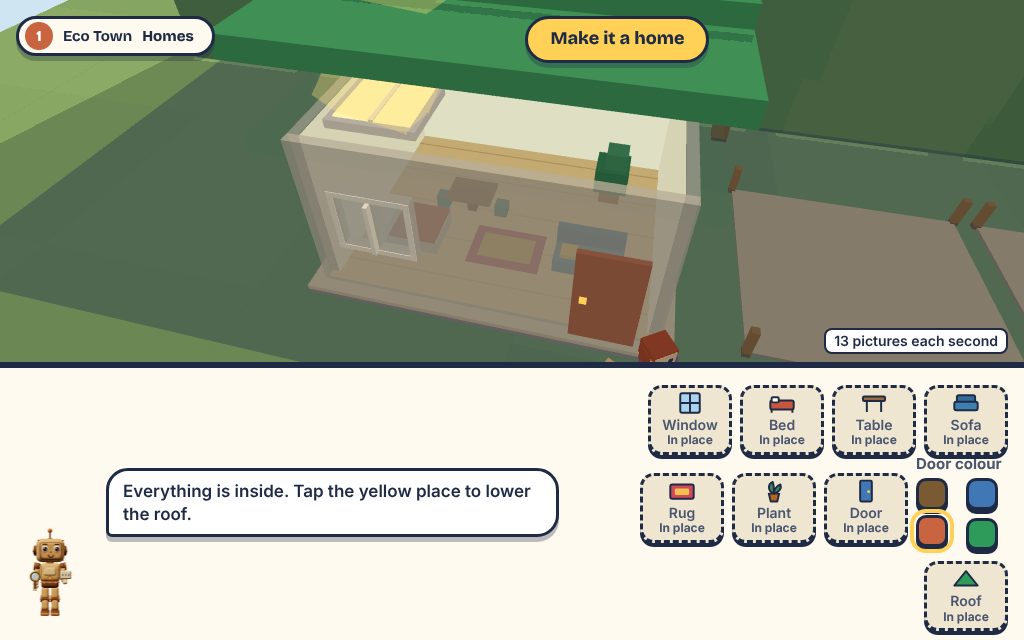 1 Eco Town Homes
Make it a home
13 pictures each second
Everything is inside. Tap the yellow place to lower
the roof.
Window
In place
Bed
In place
Table
In place
Sofa
In place
Door colour
Rug
In place
Plant
In place
Door
In place
Roof
In place